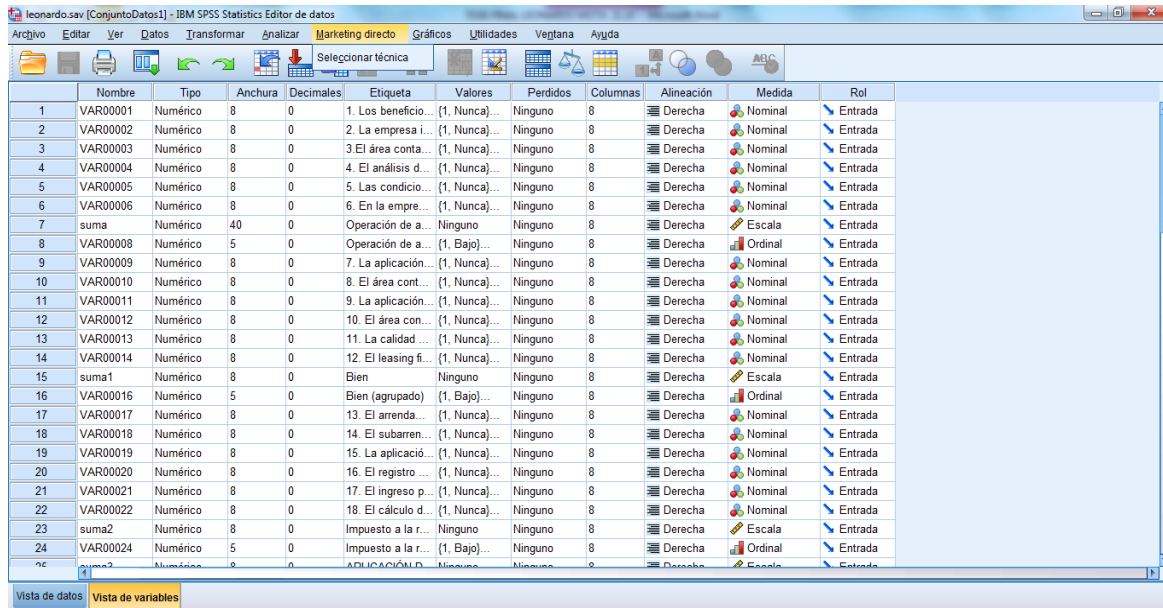 leonardo.sav [ConjuntoDatos1] - IBM SPSS Statistics Editor de datos
Archivo Editar Ver Datos Transformar Analizar Marketing directo Gráficos Utilidades Ventana Ayuda
Seleccionar técnica
Nombre Tipo Anchura Decimales Etiqueta Valores Perdidos Columnas Alineación Medida Rol
1 VAR00001 Numérico 8 0 1. Los beneficio... {1, Nunca}... Ninguno 8 Derecha Nominal Entrada
2 VAR00002 Numérico 8 0 2. La empresa i... {1, Nunca}... Ninguno 8 Derecha Nominal Entrada
3 VAR00003 Numérico 8 0 3.El área conta... {1, Nunca}... Ninguno 8 Derecha Nominal Entrada
4 VAR00004 Numérico 8 0 4. El análisis d... {1, Nunca}... Ninguno 8 Derecha Nominal Entrada
5 VAR00005 Numérico 8 0 5. Las condicio... {1, Nunca}... Ninguno 8 Derecha Nominal Entrada
6 VAR00006 Numérico 8 0 6. En la empre... {1, Nunca}... Ninguno 8 Derecha Nominal Entrada
7 suma Numérico 40 0 Operación de a... Ninguno Ninguno 8 Derecha Escala Entrada
8 VAR00008 Numérico 5 0 Operación de a... {1, Bajo}... Ninguno 8 Derecha Ordinal Entrada
9 VAR00009 Numérico 8 0 7. La aplicación... {1, Nunca}... Ninguno 8 Derecha Nominal Entrada
10 VAR00010 Numérico 8 0 8. El área cont... {1, Nunca}... Ninguno 8 Derecha Nominal Entrada
11 VAR00011 Numérico 8 0 9. La aplicación... {1, Nunca}... Ninguno 8 Derecha Nominal Entrada
12 VAR00012 Numérico 8 0 10. El área con... {1, Nunca}... Ninguno 8 Derecha Nominal Entrada
13 VAR00013 Numérico 8 0 11. La calidad ... {1, Nunca}... Ninguno 8 Derecha Nominal Entrada
14 VAR00014 Numérico 8 0 12. El leasing fi... {1, Nunca}... Ninguno 8 Derecha Nominal Entrada
15 suma1 Numérico 8 0 Bien Ninguno Ninguno 8 Derecha Escala Entrada
16 VAR00016 Numérico 5 0 Bien (agrupado) {1, Bajo}... Ninguno 8 Derecha Ordinal Entrada
17 VAR00017 Numérico 8 0 13. El arrenda... {1, Nunca}... Ninguno 8 Derecha Nominal Entrada
18 VAR00018 Numérico 8 0 14. El subarren... {1, Nunca}... Ninguno 8 Derecha Nominal Entrada
19 VAR00019 Numérico 8 0 15. La aplicació... {1, Nunca}... Ninguno 8 Derecha Nominal Entrada
20 VAR00020 Numérico 8 0 16. El registro ... {1, Nunca}... Ninguno 8 Derecha Nominal Entrada
21 VAR00021 Numérico 8 0 17. El ingreso p... {1, Nunca}... Ninguno 8 Derecha Nominal Entrada
22 VAR00022 Numérico 8 0 18. El cálculo d... {1, Nunca}... Ninguno 8 Derecha Nominal Entrada
23 suma2 Numérico 8 0 Impuesto a la r... Ninguno Ninguno 8 Derecha Escala Entrada
24 VAR00024 Numérico 5 0 Impuesto a la r... {1, Bajo}... Ninguno 8 Derecha Ordinal Entrada
25 suma3 Numérico 8 0 APLICACIÓN D... Ninguno Ninguno 8 Derecha Escala Entrada
Vista de datos Vista de variables